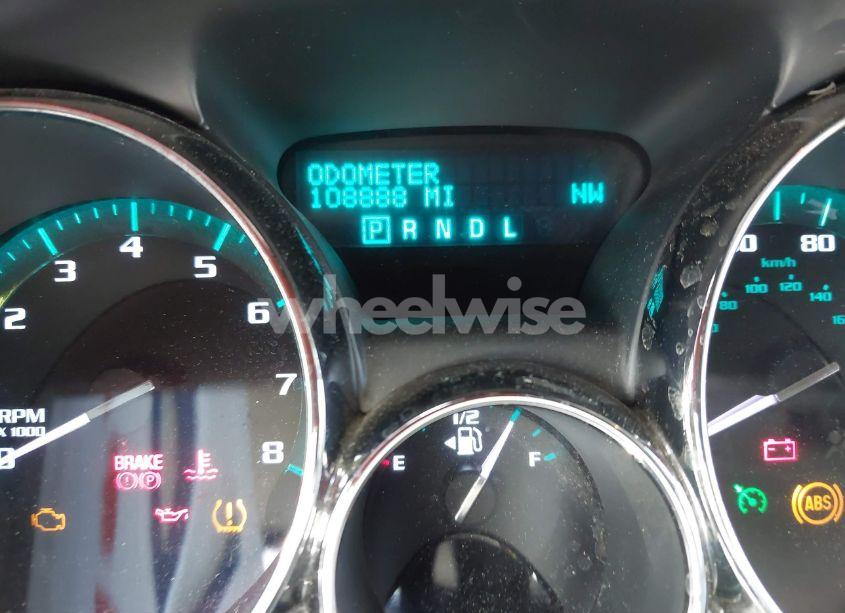 ODOMETER
108888 MI NW
P R N D L
wheelwise
2 3 4 5 6 7 8
RPM
X 1000
0
BRAKE
P
1/2
E F
80
km/h
80 100 120 140
ABS